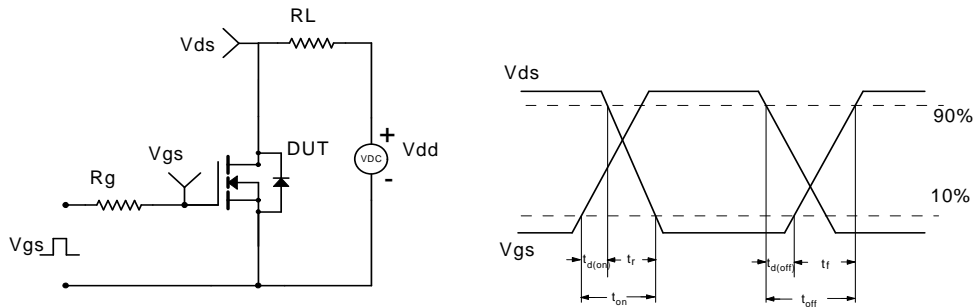 RL
Vds
Vgs
DUT
+
VDC
Vdd
-
Rg
Vgs
Vds
90%
10%
Vgs
td(on)
tr
td(off)
tf
ton
toff